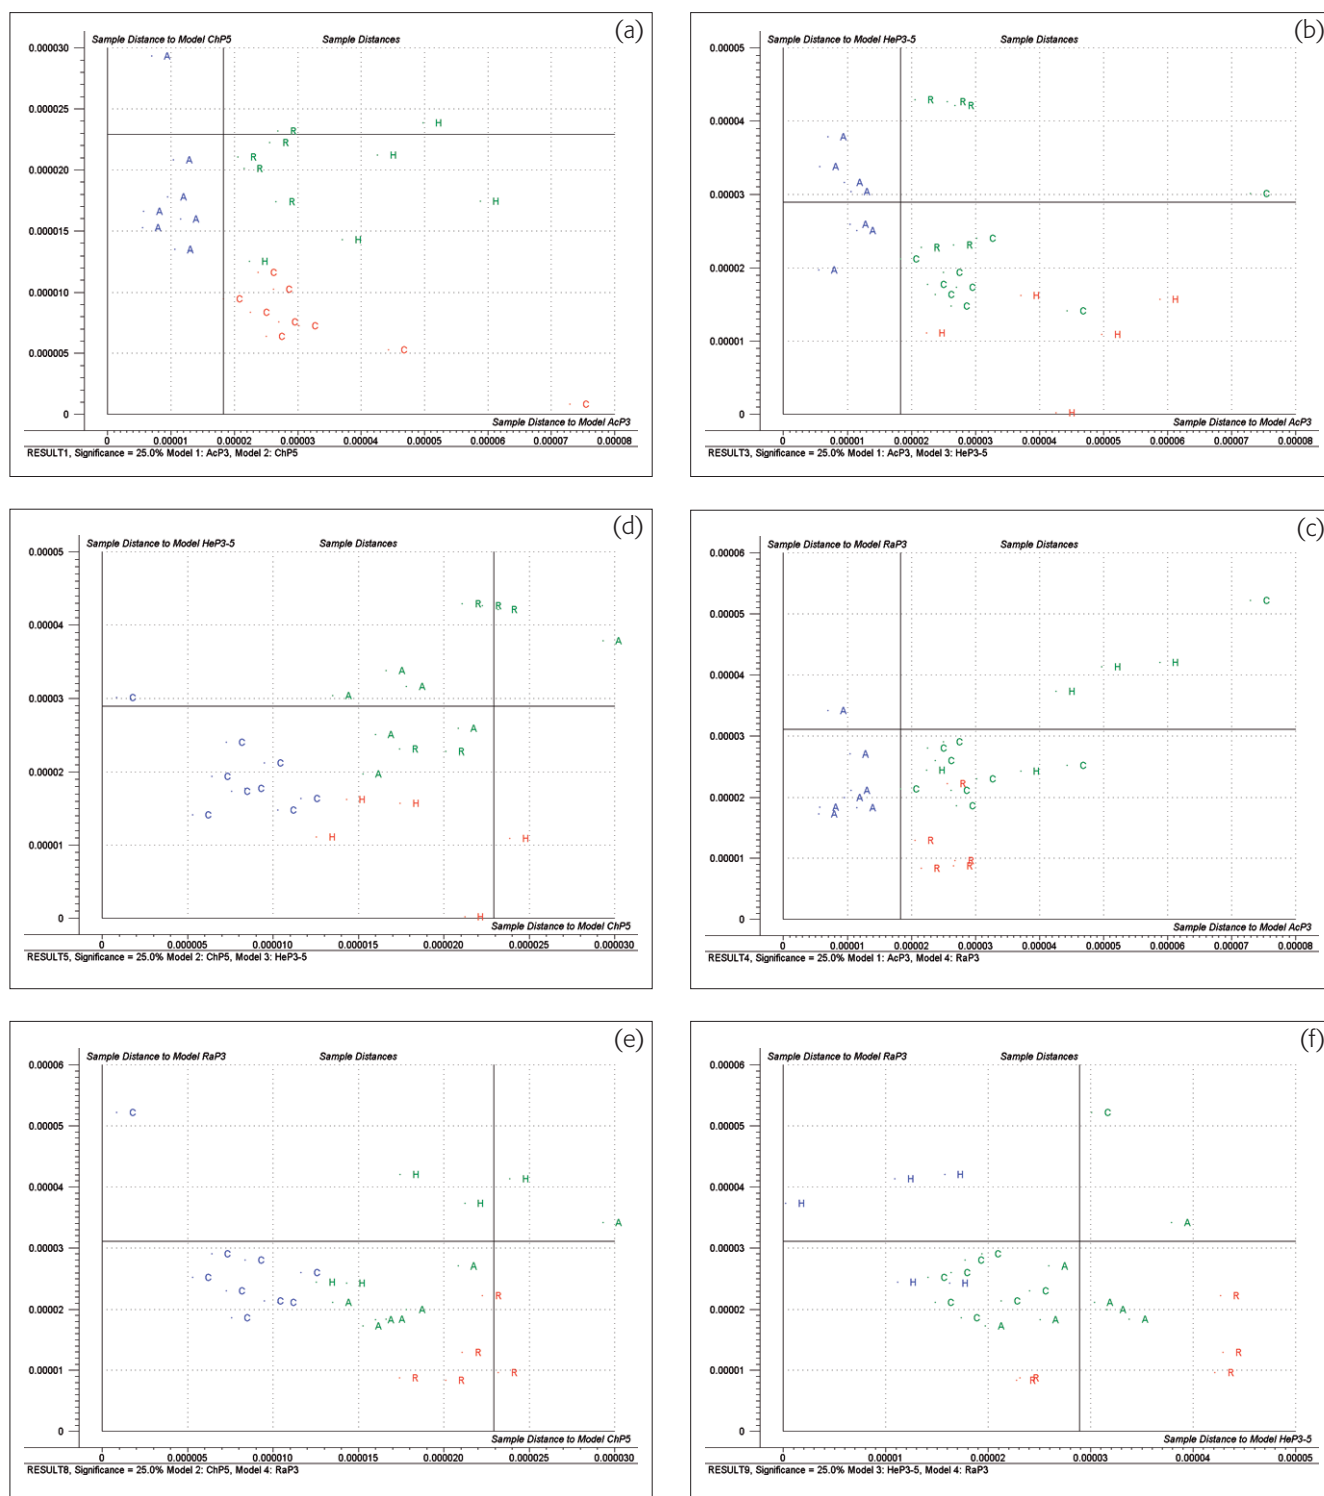 (a)
Sample Distance to Model ChP5 Sample Distances
0.000030
0.000025
0.000020
0.000015
0.000010
0.000005
0
A
A
A
A
A
A
A
R
R
R
R
R
H
H
H
H
H
C
C
C
C
C
C
C
C
C
Sample Distance to Model AcP3
0 0.00001 0.00002 0.00003 0.00004 0.00005 0.00006 0.00007 0.00008
RESULT1, Significance = 25.0% Model 1: AcP3, Model 2: ChP5
(b)
Sample Distance to Model HeP3-5 Sample Distances
0.00005
0.00004
0.00003
0.00002
0.00001
0
R
R
R
A
A
A
A
A
A
A
C
R
R
C
C
C
C
C
C
C
C
H
H
H
H
H
Sample Distance to Model AcP3
0 0.00001 0.00002 0.00003 0.00004 0.00005 0.00006 0.00007 0.00008
RESULT3, Significance = 25.0% Model 1: AcP3, Model 3: HeP3-5
(d)
Sample Distance to Model HeP3-5 Sample Distances
0.00005
0.00004
0.00003
0.00002
0.00001
0
R
R
R
A
A
A
A
A
A
A
R
R
C
C
C
C
C
C
C
C
C
H
H
H
H
H
Sample Distance to Model ChP5
0 0.000005 0.000010 0.000015 0.000020 0.000025 0.000030
RESULT5, Significance = 25.0% Model 2: ChP5, Model 3: HeP3-5
(c)
Sample Distance to Model RaP3 Sample Distances
0.00006
0.00005
0.00004
0.00003
0.00002
0.00001
0
C
H
H
H
A
A
A
A
A
A
A
C
C
C
H
H
C
C
C
C
C
R
R
R
R
R
Sample Distance to Model AcP3
0 0.00001 0.00002 0.00003 0.00004 0.00005 0.00006 0.00007 0.00008
RESULT4, Significance = 25.0% Model 1: AcP3, Model 4: RaP3
(e)
Sample Distance to Model RaP3 Sample Distances
0.00006
0.00005
0.00004
0.00003
0.00002
0.00001
0
C
H
H
H
A
C
C
C
C
C
C
C
C
H
H
A
A
A
A
A
A
R
R
R
R
R
Sample Distance to Model ChP5
0 0.000005 0.000010 0.000015 0.000020 0.000025 0.000030
RESULT8, Significance = 25.0% Model 2: ChP5, Model 4: RaP3
(f)
Sample Distance to Model RaP3 Sample Distances
0.00006
0.00005
0.00004
0.00003
0.00002
0.00001
0
C
H
H
H
A
C
C
C
C
H
H
A
C
C
C
C
A
A
A
A
A
R
R
R
R
R
Sample Distance to Model HeP3-5
0 0.00001 0.00002 0.00003 0.00004 0.00005
RESULT9, Significance = 25.0% Model 3: HeP3-5, Model 4: RaP3